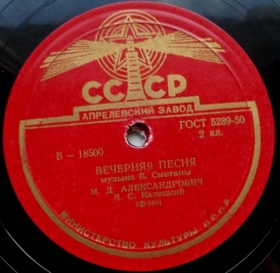 СССР
АПРЕЛЕВСКИЙ ЗАВОД
ГОСТ 5289-50
2 кл.
В — 18500
ВЕЧЕРНЯЯ ПЕСНЯ
музыка Б. Сметаны
М. Д. АЛЕКСАНДРОВИЧ
Л. С. Калецкий
(ф-но)
МИНИСТЕРСТВО КУЛЬТУРЫ СССР